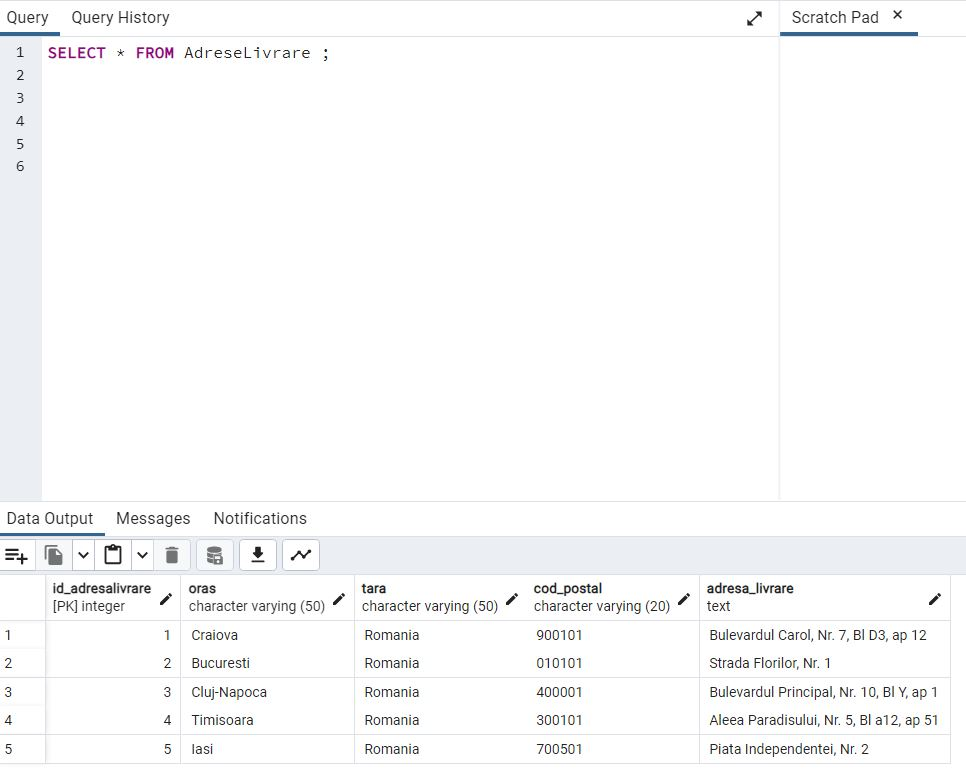 Query Query History Scratch Pad ×
1 SELECT * FROM AdreseLivrare ;
2
3
4
5
6
Data Output Messages Notifications
id_adresalivrare oras tara cod_postal adresa_livrare
[PK] integer character varying (50) character varying (50) character varying (20) text
1 1 Craiova Romania 900101 Bulevardul Carol, Nr. 7, Bl D3, ap 12
2 2 Bucuresti Romania 010101 Strada Florilor, Nr. 1
3 3 Cluj-Napoca Romania 400001 Bulevardul Principal, Nr. 10, Bl Y, ap 1
4 4 Timisoara Romania 300101 Aleea Paradisului, Nr. 5, Bl a12, ap 51
5 5 Iasi Romania 700501 Piata Independentei, Nr. 2